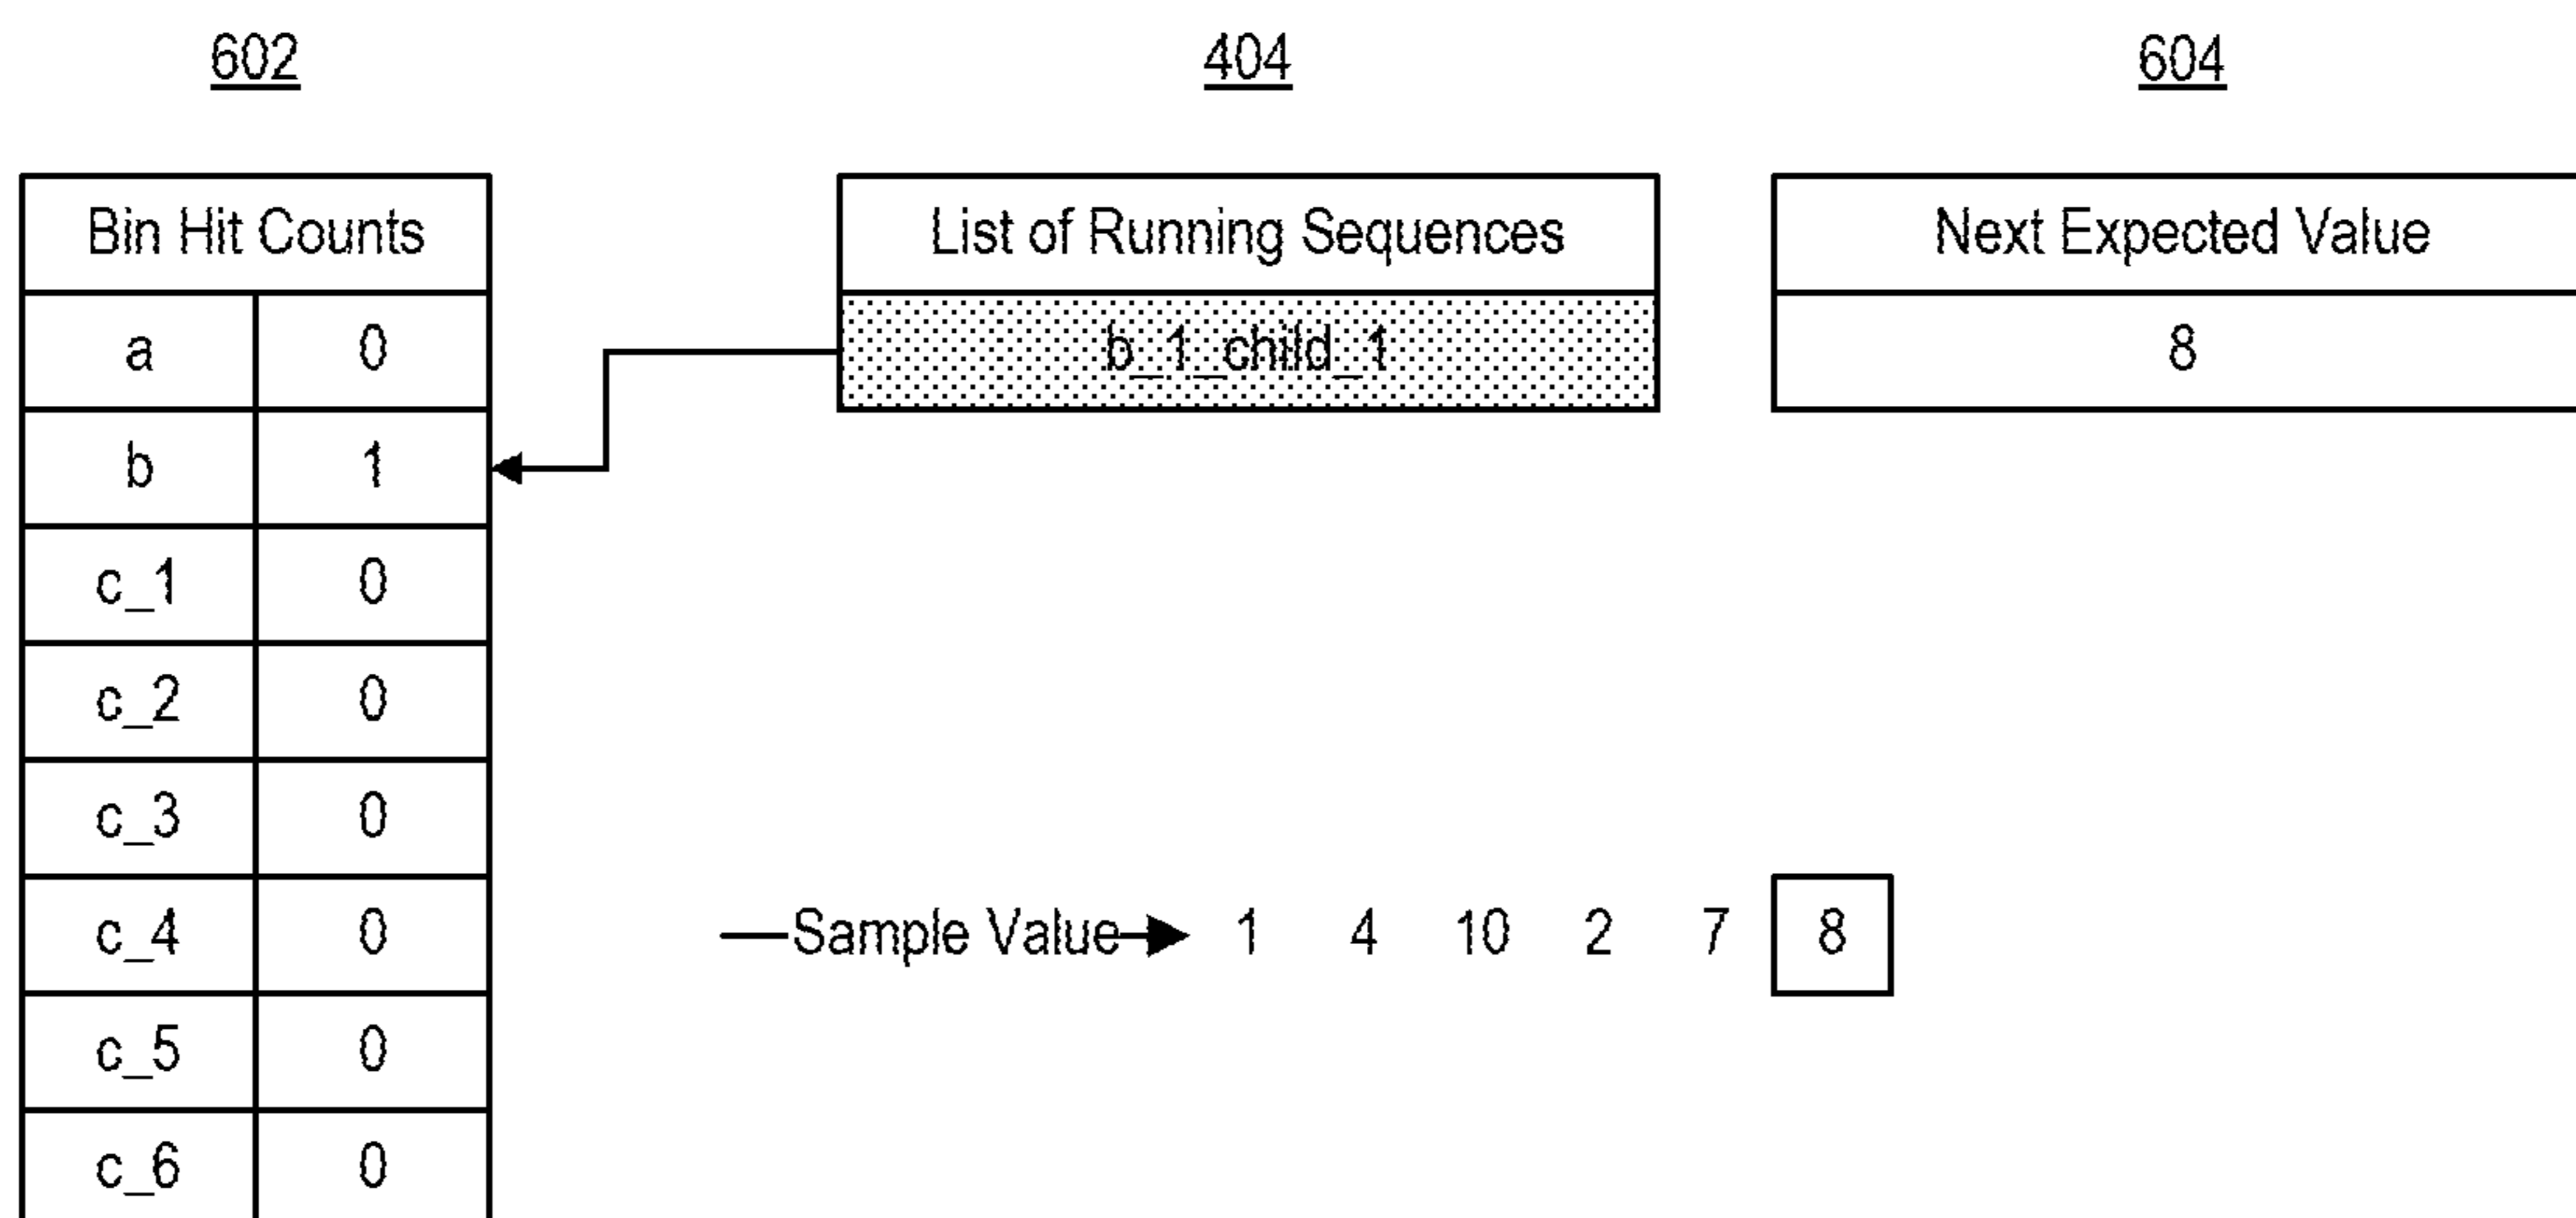 602 404 604
Bin Hit Counts List of Running Sequences Next Expected Value
a 0 b_1_child_1 8
b 1
c_1 0
c_2 0
c_3 0
c_4 0 Sample Value 1 4 10 2 7 8
c_5 0
c_6 0